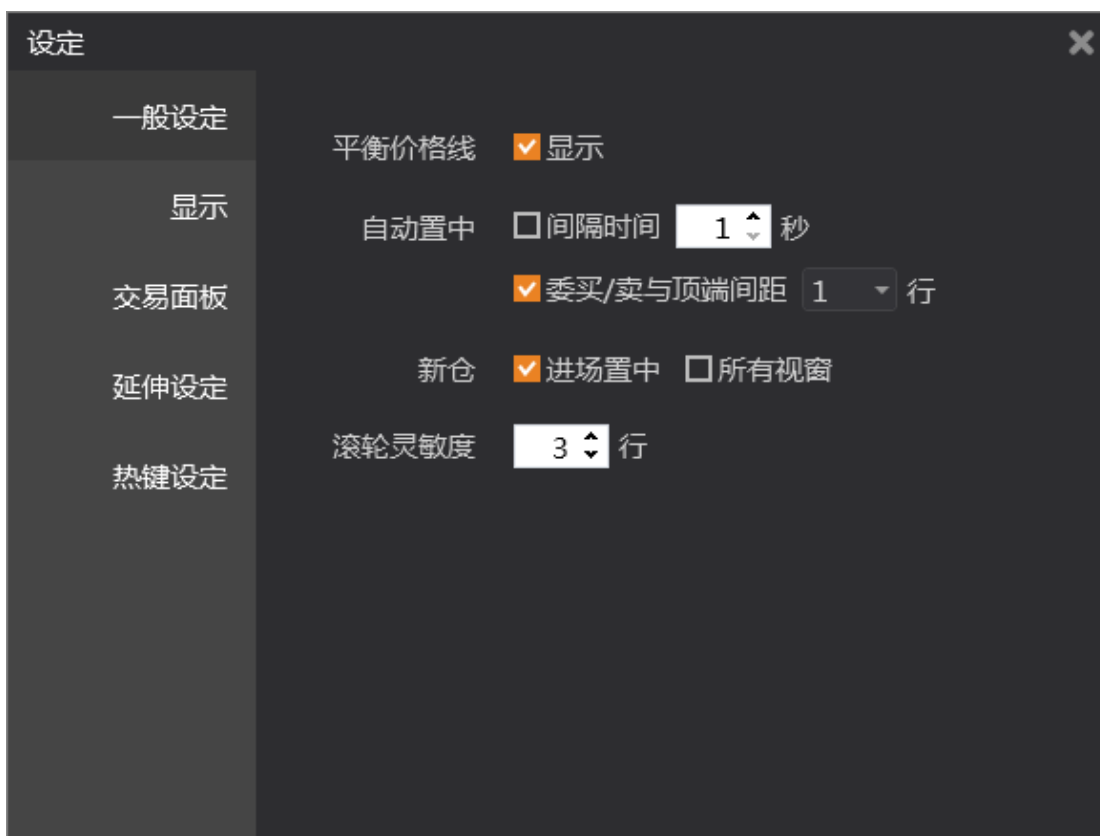 设定
一般设定
显示
交易面板
延伸设定
热键设定
平衡价格线 显示
自动置中 间隔时间 1 秒
委买/卖与顶端间距 1 行
新仓 进场置中 所有视窗
滚轮灵敏度 3 行